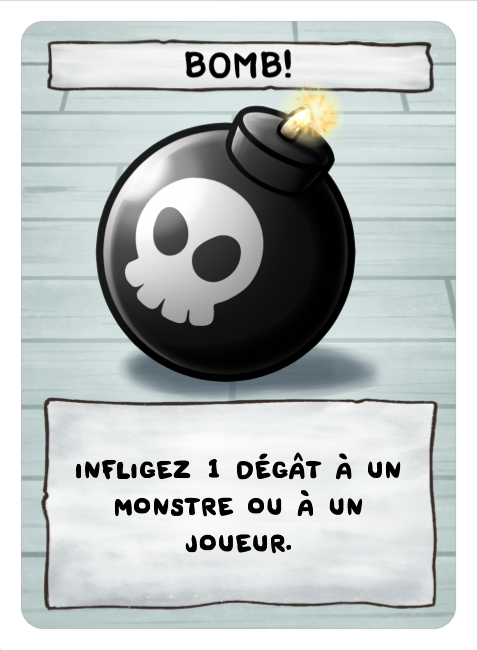 BOMB!
INFLIGEZ 1 DÉGÂT À UN
MONSTRE OU À UN
JOUEUR.